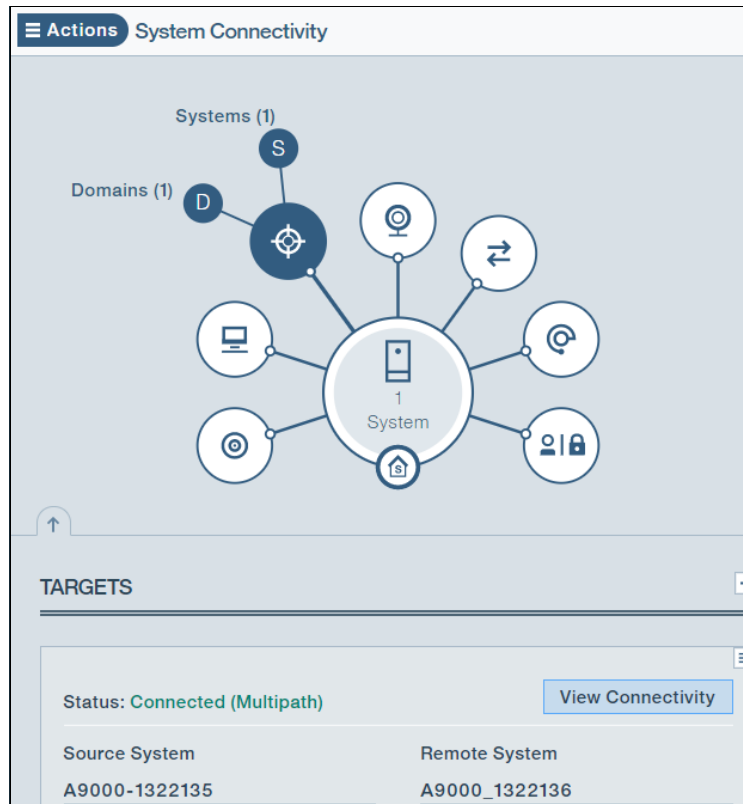 Actions System Connectivity
Systems (1)
S
Domains (1)
D
1
System
S
TARGETS
Status: Connected (Multipath)
View Connectivity
Source System
Remote System
A9000-1322135
A9000_1322136